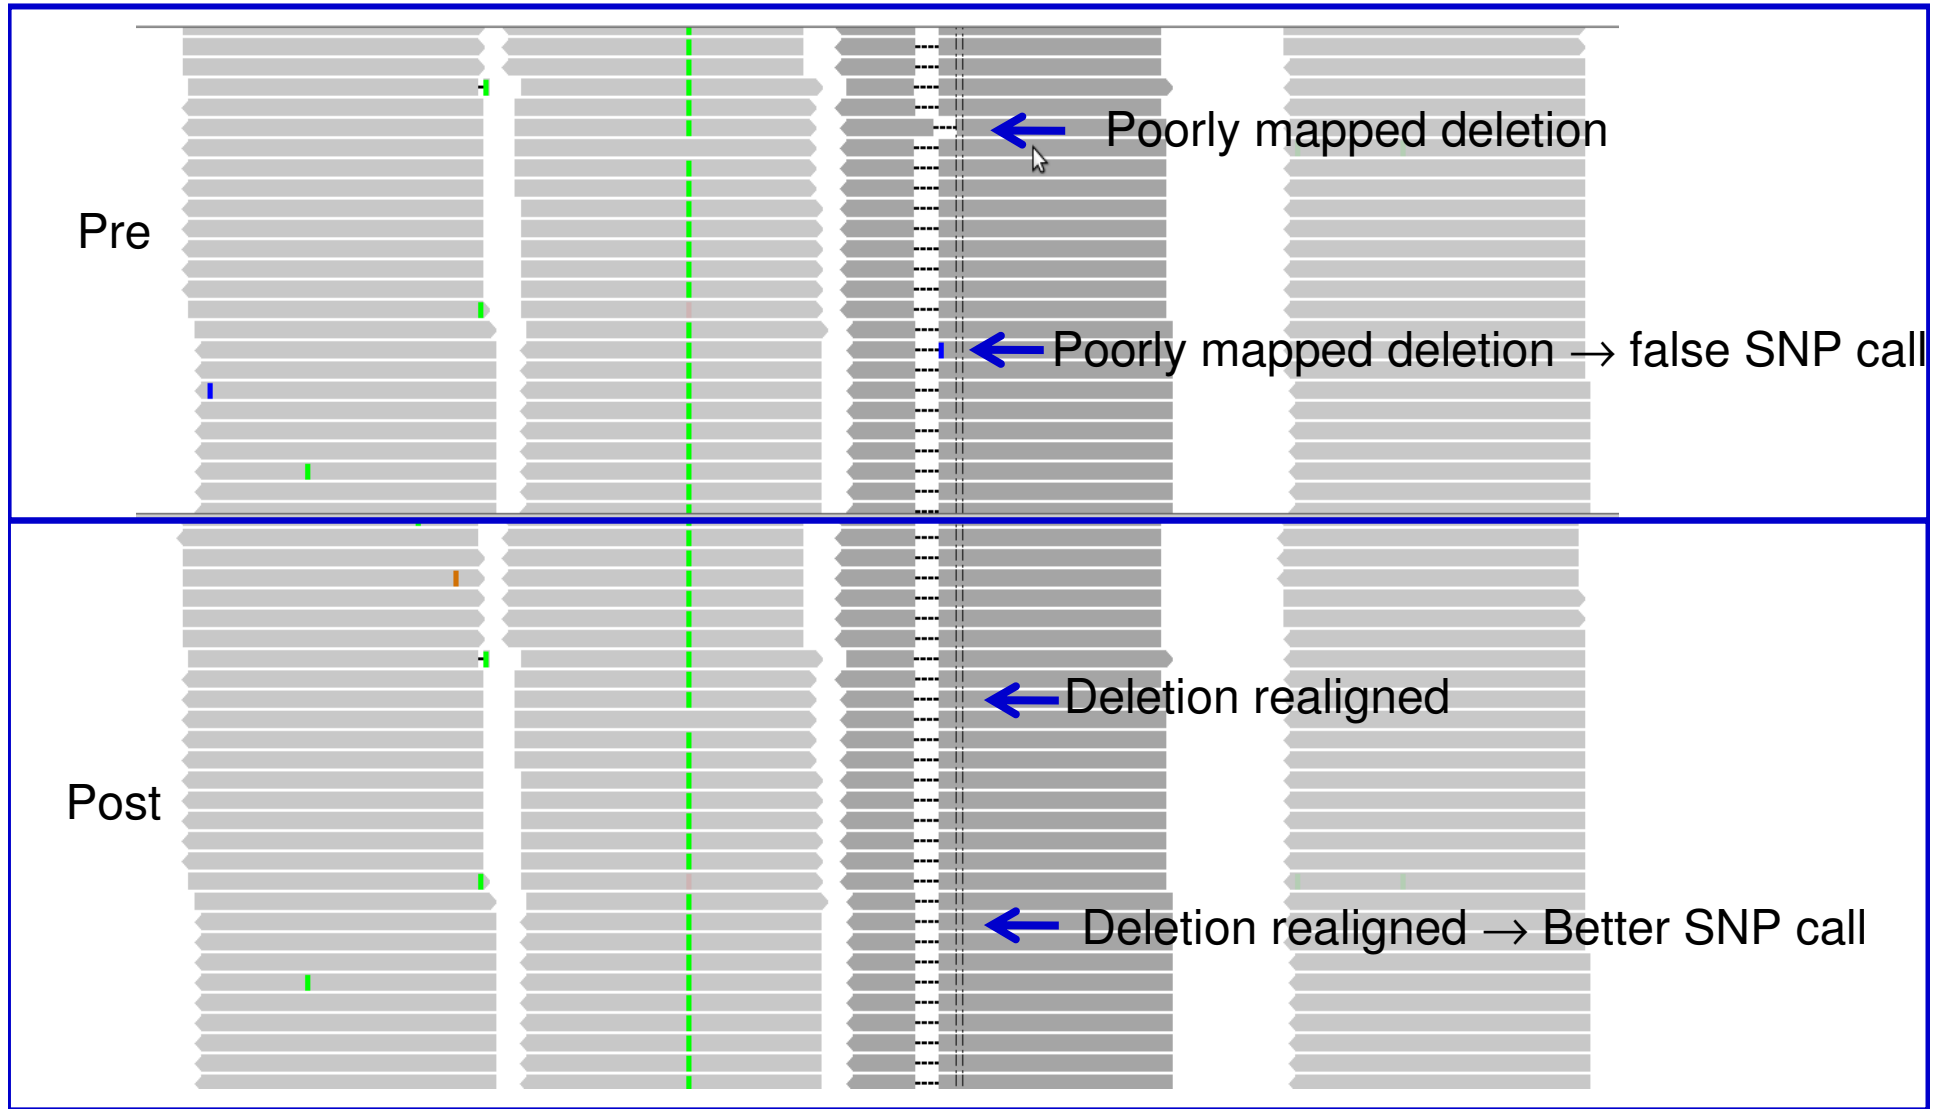 Poorly mapped deletion
Pre
Poorly mapped deletion → false SNP call
Deletion realigned
Post
Deletion realigned → Better SNP call